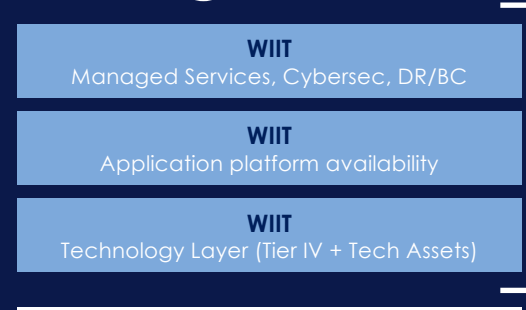 WIIT
Managed Services, Cybersec, DR/BC
WIIT
Application platform availability
WIIT
Technology Layer (Tier IV + Tech Assets)